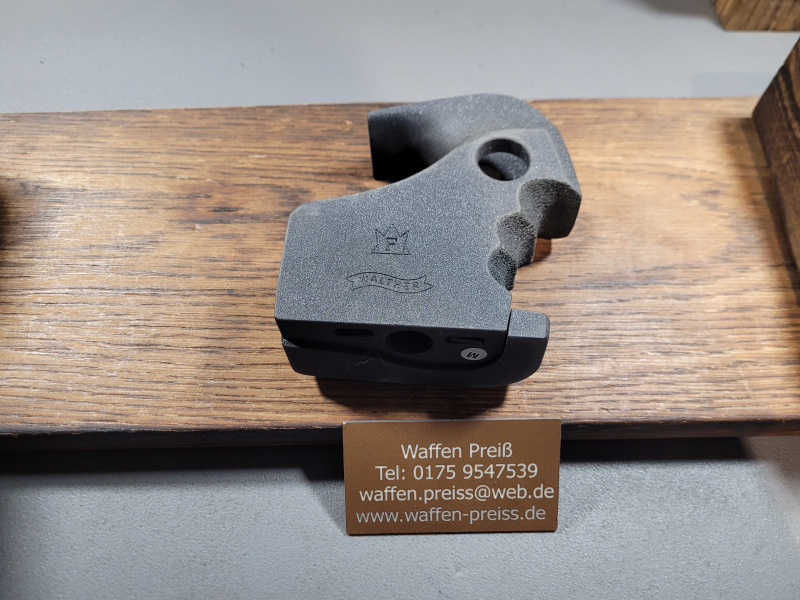 F
WALTHER
M
Waffen Preiß
Tel: 0175 9547539
waffen.preiss@web.de
www.waffen-preiss.de